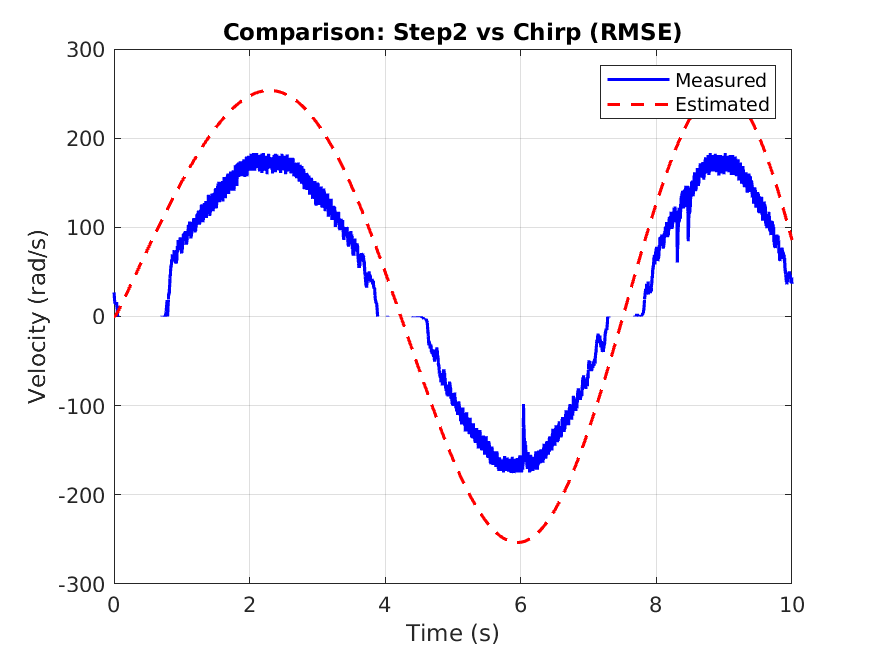 Comparison: Step2 vs Chirp (RMSE)
300
200
100
0
-100
-200
-300
Velocity (rad/s)
Measured
Estimated
0 2 4 6 8 10
Time (s)